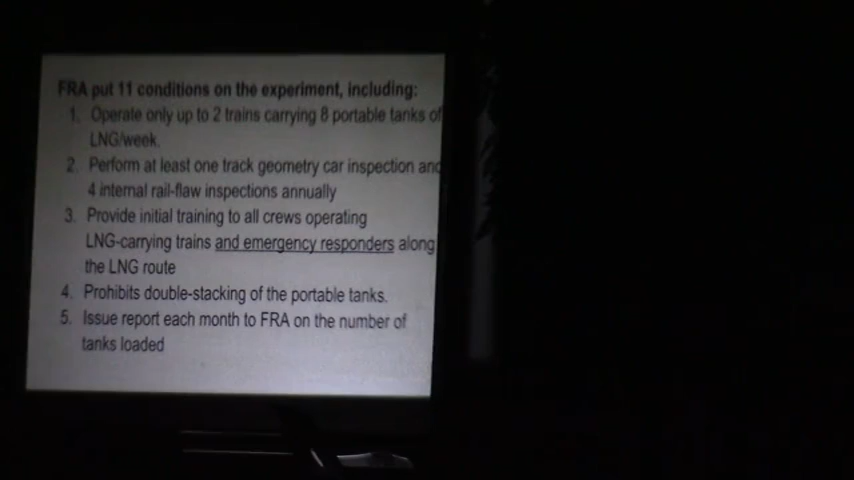 FRA put 11 conditions on the experiment, including:
1. Operate only up to 2 trains carrying 8 portable tanks of
LNG/week.
2. Perform at least one track geometry car inspection and
4 internal rail-flaw inspections annually
3. Provide initial training to all crews operating
LNG-carrying trains and emergency responders along
the LNG route
4. Prohibits double-stacking of the portable tanks.
5. Issue report each month to FRA on the number of
tanks loaded